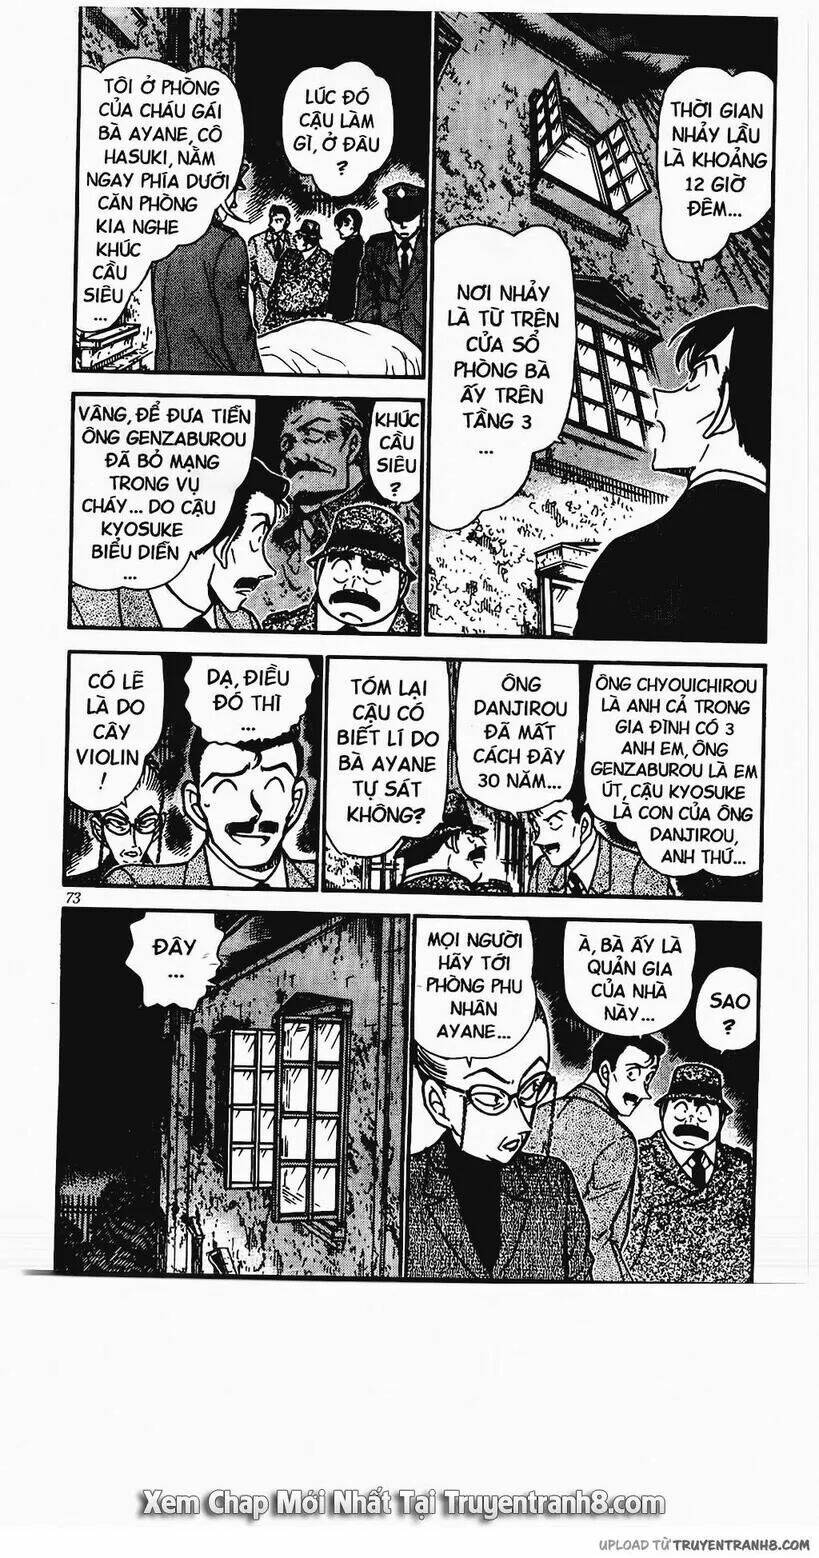 THỜI GIAN
NHẢY LẦU
LÀ KHOẢNG
12 GIỜ
ĐÊM...
NƠI NHẢY
LÀ TỪ TRÊN
CỬA SỔ
PHÒNG BÀ
ẤY TRÊN
TẦNG 3
...
LÚC ĐÓ
CẬU LÀM
GÌ, Ở ĐÂU
?
TÔI Ở PHÒNG
CỦA CHÁU GÁI
BÀ AYANE, CÔ
HASUKI, NẰM
NGAY PHÍA DƯỚI
CĂN PHÒNG
KIA NGHE
KHÚC
CẦU
SIÊU
...
KHÚC
CẦU
SIÊU
?
VÂNG, ĐỂ ĐƯA TIỄN
ÔNG GENZABUROU
ĐÃ BỎ MẠNG
TRONG VỤ
CHÁY... DO CẬU
KYOSUKE
BIỂU DIỄN
...
ÔNG CHYOUICHIROU
LÀ ANH CẢ TRONG
GIA ĐÌNH CÓ 3
ANH EM, ÔNG
GENZABUROU LÀ EM
ÚT, CẬU KYOSUKE
LÀ CON CỦA ÔNG
DANJIROU,
ANH THỨ...
ÔNG
DANJIROU
ĐÃ MẤT
CÁCH ĐÂY
30 NĂM...
TÓM LẠI
CẬU CÓ
BIẾT LÍ DO
BÀ AYANE
TỰ SÁT
KHÔNG?
DẠ, ĐIỀU
ĐÓ THÌ
...
CÓ LẼ
LÀ DO
CÂY
VIOLIN
!
73
SAO
?
À, BÀ ẤY LÀ
QUẢN GIA
CỦA NHÀ
NÀY...
MỌI NGƯỜI
HÃY TỚI
PHÒNG PHU
NHÂN
AYANE...
ĐÂY
...
Xem Chap Mới Nhất Tại Truyentranh8.com
UPLOAD TỪ TRUYENTRANH8.COM